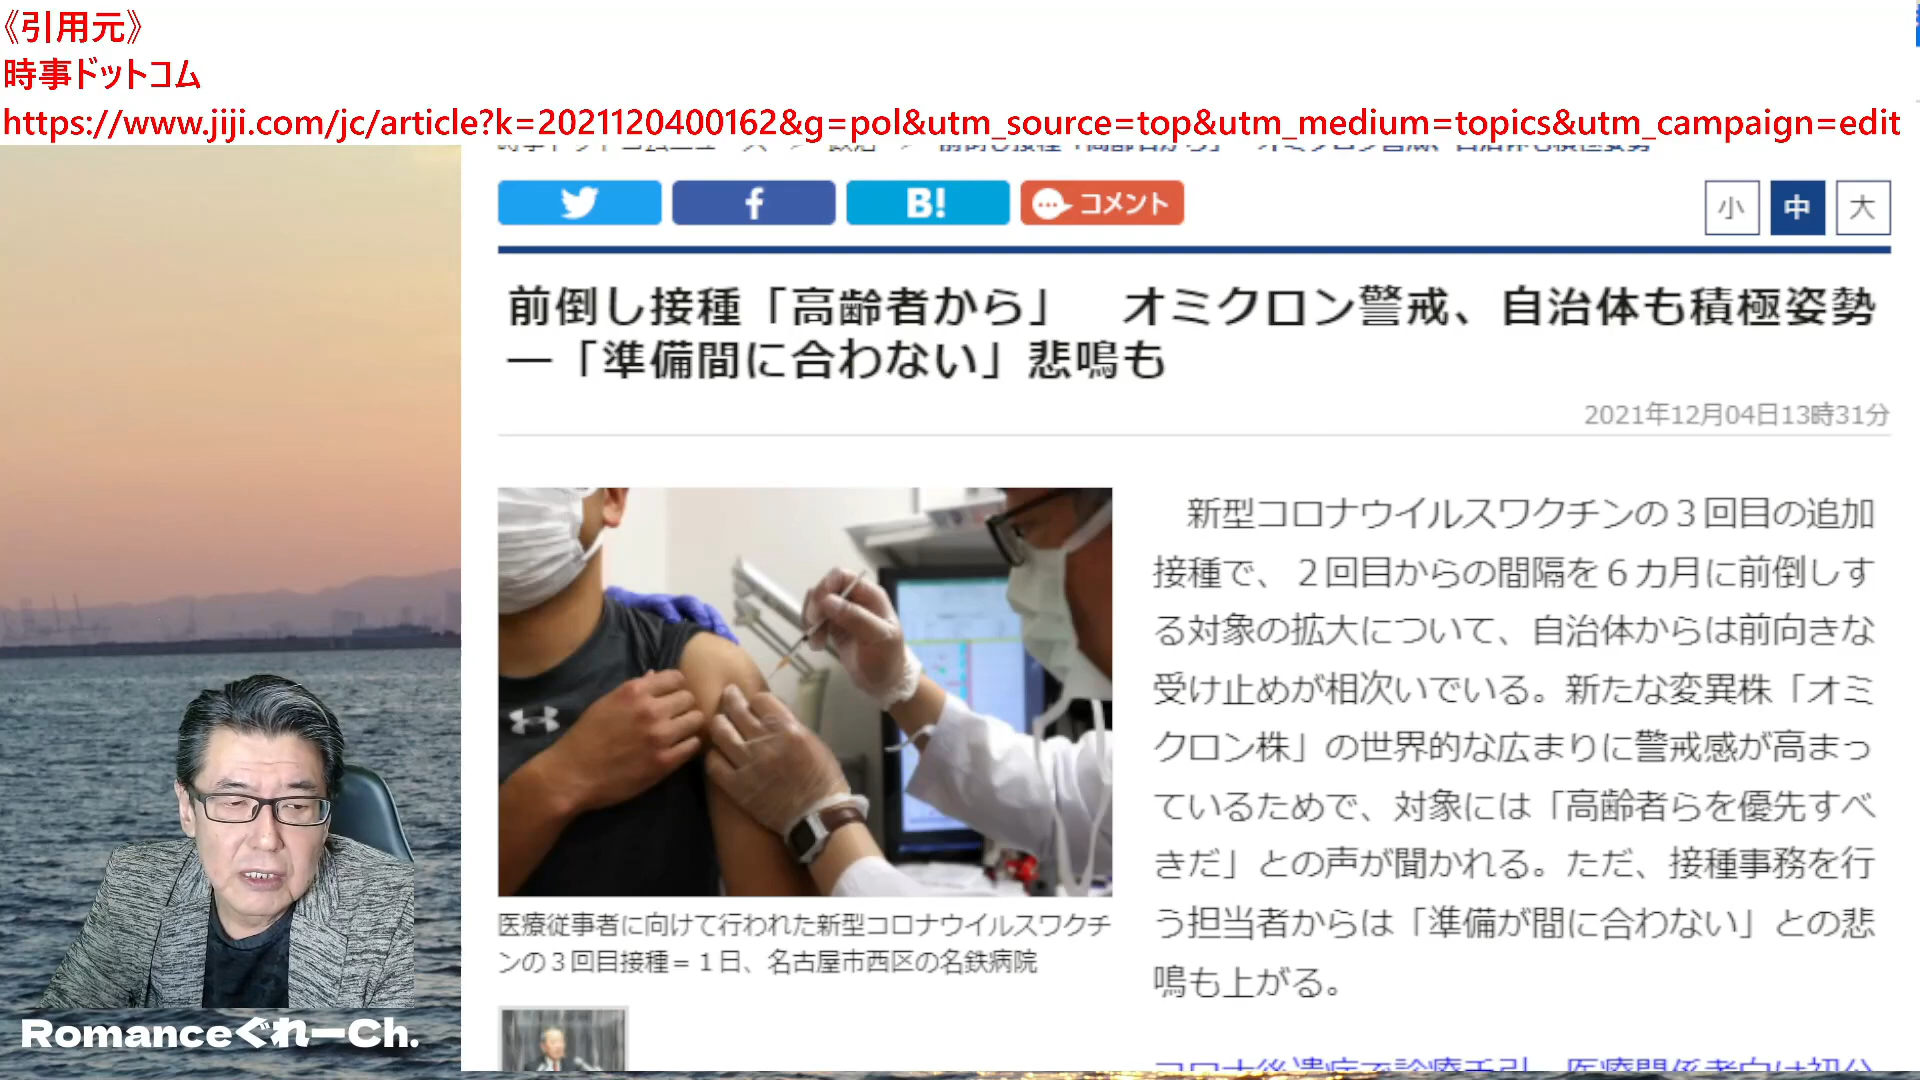 《引用元》
時事ドットコム
https://www.jiji.com/jc/article?k=2021120400162&g=pol&utm_source=top&utm_medium=topics&utm_campaign=edit
f
B!
コメント
小
中
大
前倒し接種「高齢者から」　オミクロン警戒、自治体も積極姿勢
―「準備間に合わない」悲鳴も
2021年12月04日13時31分
新型コロナウイルスワクチンの３回目の追加
接種で、２回目からの間隔を６カ月に前倒しす
る対象の拡大について、自治体からは前向きな
受け止めが相次いでいる。新たな変異株「オミ
クロン株」の世界的な広まりに警戒感が高まっ
ているためで、対象には「高齢者らを優先すべ
きだ」との声が聞かれる。ただ、接種事務を行
う担当者からは「準備が間に合わない」との悲
鳴も上がる。
医療従事者に向けて行われた新型コロナウイルスワクチ
ンの３回目接種＝１日、名古屋市西区の名鉄病院
RomanceぐれーCh.